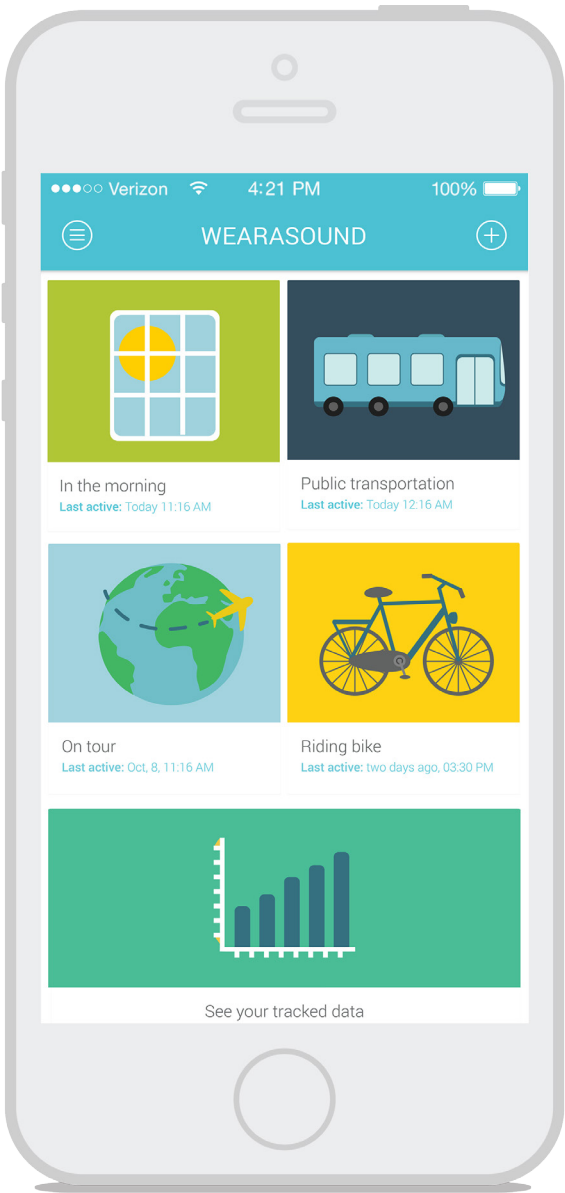 Verizon 4:21 PM 100%
WEARASOUND
In the morning
Last active: Today 11:16 AM
Public transportation
Last active: Today 12:16 AM
On tour
Last active: Oct, 8, 11:16 AM
Riding bike
Last active: two days ago, 03:30 PM
See your tracked data